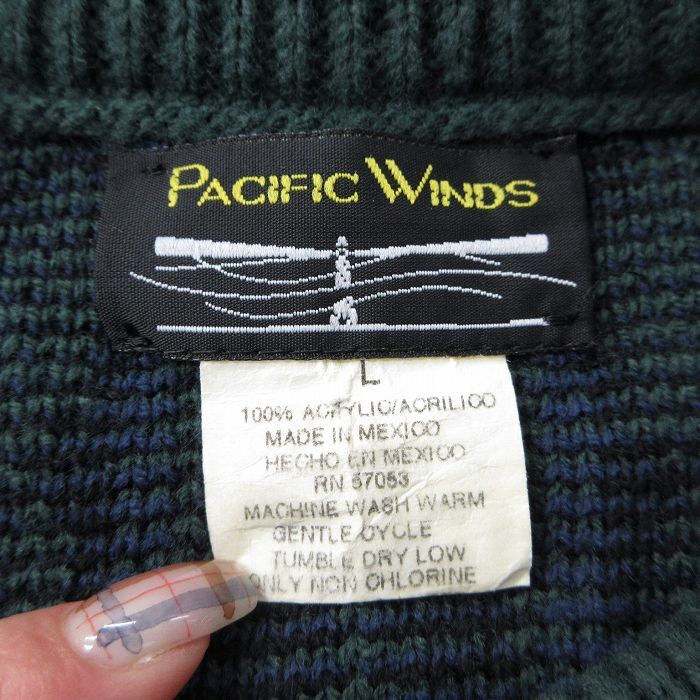 PACIFIC WINDS
L
100% ACRYLIC/ACRILICO
MADE IN MEXICO
HECHO EN MEXICO
RN 57053
MACHINE WASH WARM
GENTLE CYCLE
TUMBLE DRY LOW
ONLY NON CHLORINE